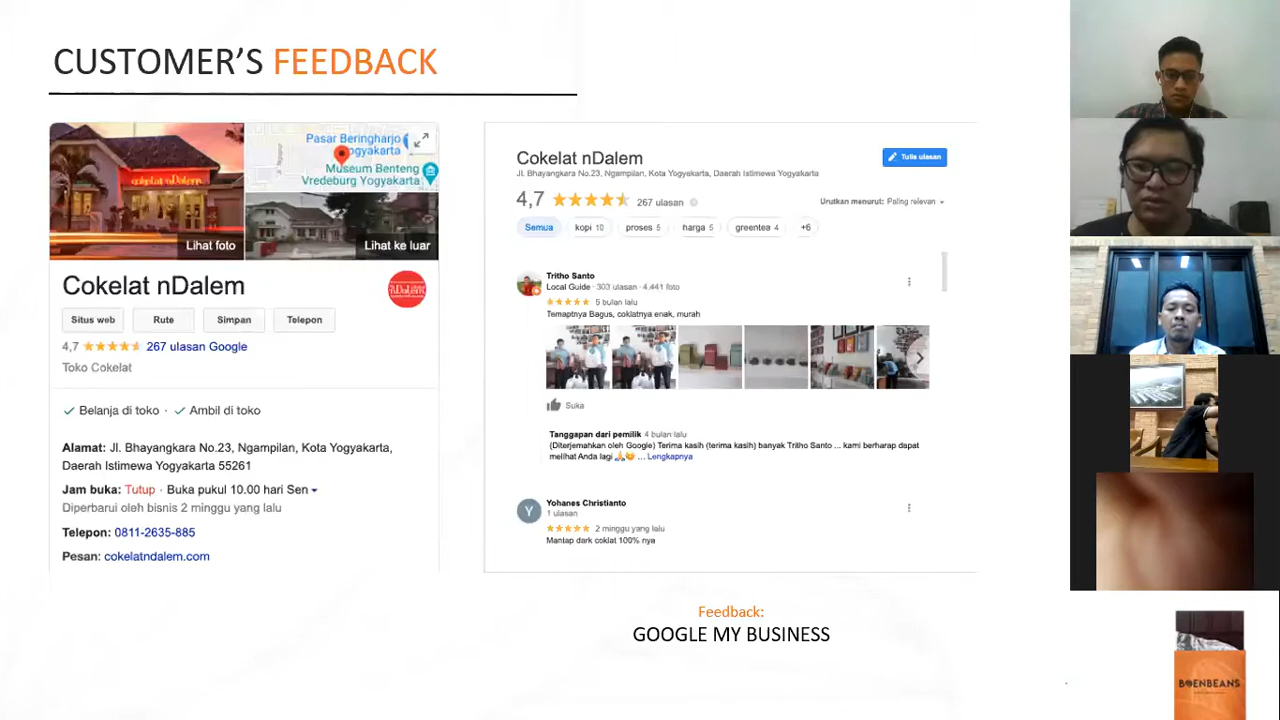 CUSTOMER'S FEEDBACK
cokelat nDalem
Pasar Beringharjo
Yogyakarta
Museum Benteng
Vredeburg Yogyakarta
Lihat foto
Lihat ke luar
Cokelat nDalem
nDalem
Situs web
Rute
Simpan
Telepon
4,7 267 ulasan Google
Toko Cokelat
Belanja di toko · Ambil di toko
Alamat: Jl. Bhayangkara No.23, Ngampilan, Kota Yogyakarta,
Daerah Istimewa Yogyakarta 55261
Jam buka: Tutup · Buka pukul 10.00 hari Sen
Diperbarui oleh bisnis 2 minggu yang lalu
Telepon: 0811-2635-885
Pesan: cokelatndalem.com
Cokelat nDalem
Tulis ulasan
Jl. Bhayangkara No.23, Ngampilan, Kota Yogyakarta, Daerah Istimewa Yogyakarta
4,7 267 ulasan
Urutkan menurut: Paling relevan
Semua
kopi 10
proses 5
harga 5
greentea 4
+6
Tritho Santo
Local Guide · 303 ulasan · 4.441 foto
5 bulan lalu
Tempatnya Bagus, coklatnya enak, murah
Suka
Tanggapan dari pemilik 4 bulan lalu
(Diterjemahkan oleh Google) Terima kasih (terima kasih) banyak Tritho Santo ... kami berharap dapat
melihat Anda lagi 🙏😊 ... Lengkapnya
Y
Yohanes Christianto
1 ulasan
2 minggu yang lalu
Mantap dark coklat 100% nya
Feedback:
GOOGLE MY BUSINESS
BOENBEANS